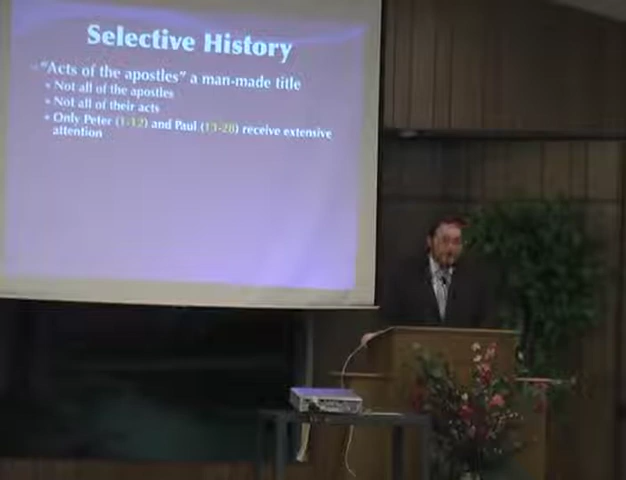 Selective History
– "Acts of the apostles" a man-made title
• Not all of the apostles
• Not all of their acts
• Only Peter (1-12) and Paul (13-28) receive extensive
attention